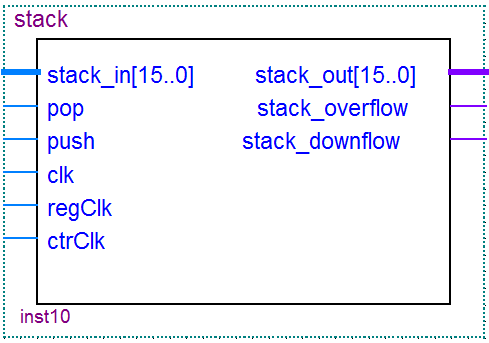 stack
stack_in[15..0] stack_out[15..0]
pop stack_overflow
push stack_downflow
clk
regClk
ctrClk
inst10